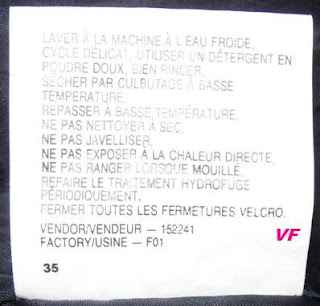 LAVER À LA MACHINE À L'EAU FROIDE,
CYCLE DÉLICAT, UTILISER UN DÉTERGENT EN
POUDRE DOUX, BIEN RINCER,
SÉCHER PAR CULBUTAGE À BASSE
TEMPÉRATURE,
REPASSER À BASSE TEMPÉRATURE,
NE PAS NETTOYER À SEC,
NE PAS JAVELLISER,
NE PAS EXPOSER À LA CHALEUR DIRECTE,
NE PAS RANGER LORSQUE MOUILLÉ,
REFAIRE LE TRAITEMENT HYDROFUGE
PÉRIODIQUEMENT.
FERMER TOUTES LES FERMETURES VELCRO.
VENDOR/VENDEUR – 152241
FACTORY/USINE – F01
VF
35